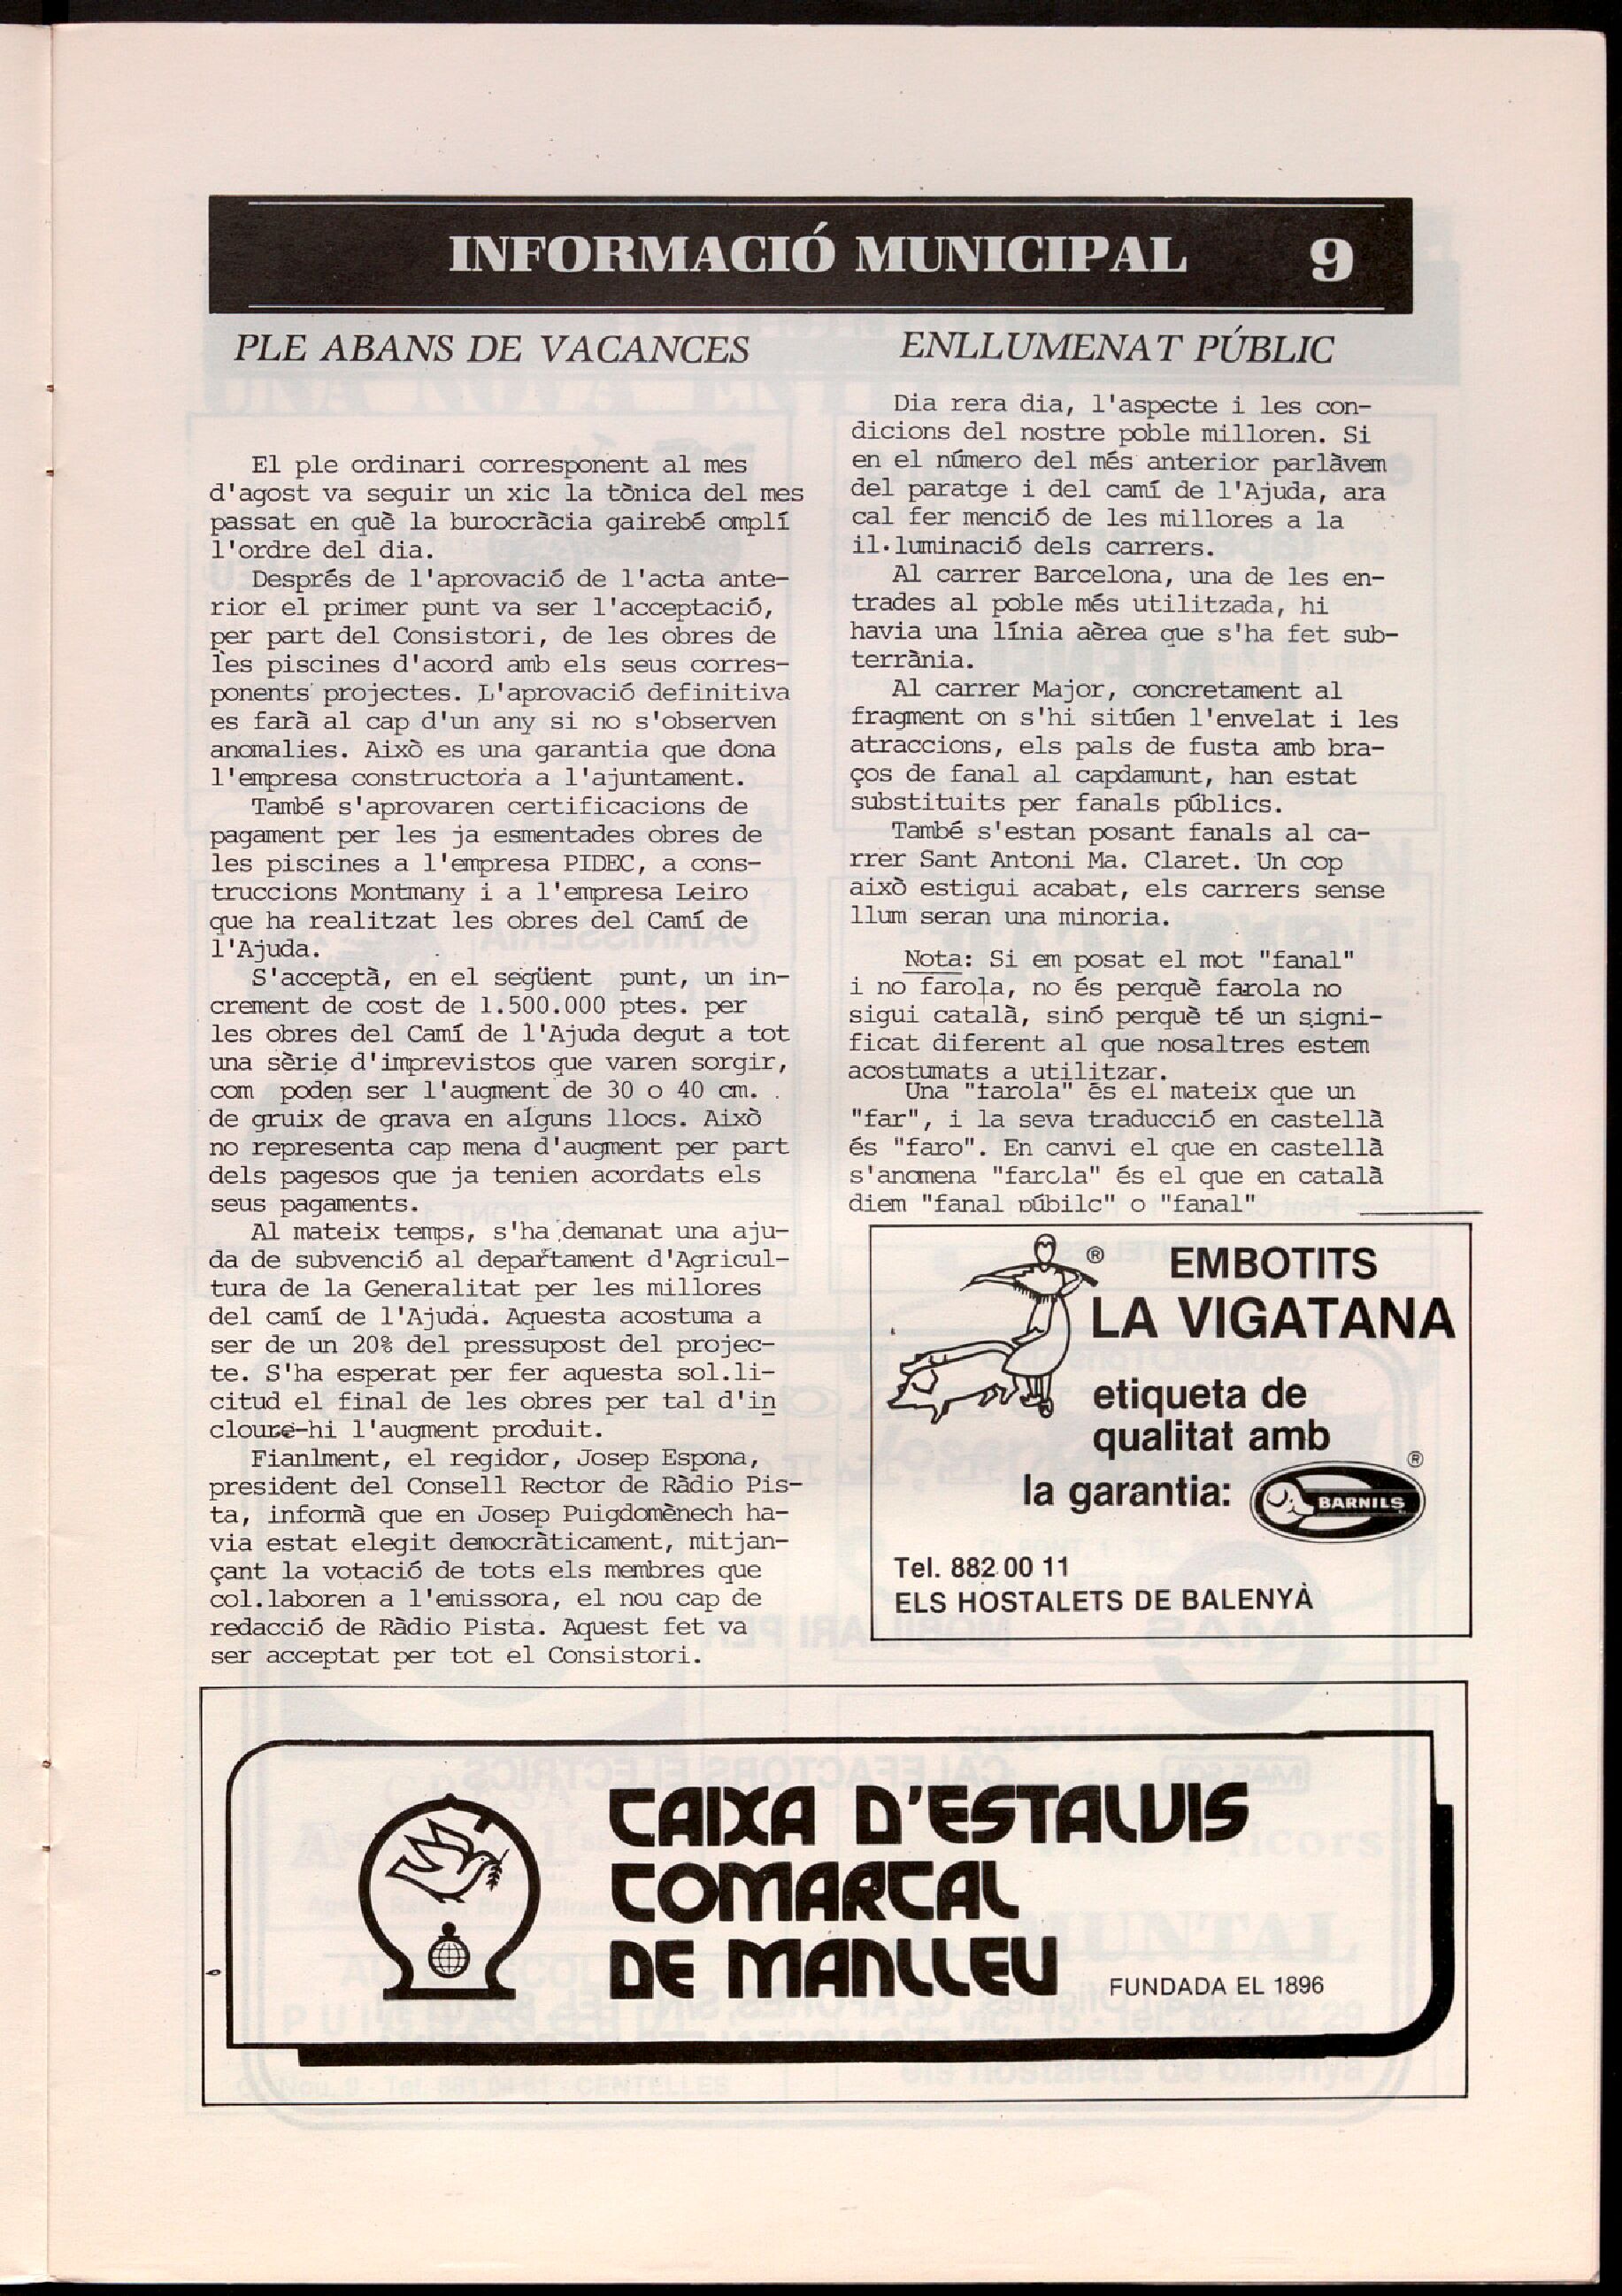 INFORMACIÓ MUNICIPAL 9
PLE ABANS DE VACANCES
El ple ordinari corresponent al mes
d'agost va seguir un xic la tònica del mes
passat en què la burocràcia gairebé omplí
l'ordre del dia.
Després de l'aprovació de l'acta ante-
rior el primer punt va ser l'acceptació,
per part del Consistori, de les obres de
les piscines d'acord amb els seus corres-
ponents projectes. L'aprovació definitiva
es farà al cap d'un any si no s'observen
anomalies. Això es una garantia que dona
l'empresa constructora a l'ajuntament.
També s'aprovaren certificacions de
pagament per les ja esmentades obres de
les piscines a l'empresa PIDEC, a cons-
truccions Montmany i a l'empresa Leiro
que ha realitzat les obres del Camí de
l'Ajuda.
S'acceptà, en el següent punt, un in-
crement de cost de 1.500.000 ptes. per
les obres del Camí de l'Ajuda degut a tot
una sèrie d'imprevistos que varen sorgir,
com poden ser l'augment de 30 o 40 cm.
de gruix de grava en alguns llocs. Això
no representa cap mena d'augment per part
dels pagesos que ja tenien acordats els
seus pagaments.
Al mateix temps, s'ha demanat una aju-
da de subvenció al departament d'Agricul-
tura de la Generalitat per les millores
del camí de l'Ajuda. Aquesta acostuma a
ser de un 20% del pressupost del projec-
te. S'ha esperat per fer aquesta sol.li-
citud el final de les obres per tal d'in
cloure-hi l'augment produit.
Fianlment, el regidor, Josep Espona,
president del Consell Rector de Ràdio Pis-
ta, informà que en Josep Puigdomènech ha-
via estat elegit democràticament, mitjan-
çant la votació de tots els membres que
col.laboren a l'emissora, el nou cap de
redacció de Ràdio Pista. Aquest fet va
ser acceptat per tot el Consistori.
ENLLUMENAT PÚBLIC
Dia rera dia, l'aspecte i les con-
dicions del nostre poble milloren. Si
en el número del més anterior parlàvem
del paratge i del camí de l'Ajuda, ara
cal fer menció de les millores a la
il·luminació dels carrers.
Al carrer Barcelona, una de les en-
trades al poble més utilitzada, hi
havia una línia aèrea que s'ha fet sub-
terrània.
Al carrer Major, concretament al
fragment on s'hi sitúen l'envelat i les
atraccions, els pals de fusta amb bra-
ços de fanal al capdamunt, han estat
substituits per fanals públics.
També s'estan posant fanals al ca-
rrer Sant Antoni Ma. Claret. Un cop
això estigui acabat, els carrers sense
llum seran una minoria.
Nota: Si em posat el mot "fanal"
i no farola, no és perquè farola no
sigui català, sinó perquè té un signi-
ficat diferent al que nosaltres estem
acostumats a utilitzar.
Una "farola" és el mateix que un
"far", i la seva traducció en castellà
és "faro". En canvi el que en castellà
s'anomena "farola" és el que en català
diem "fanal púbilc" o "fanal"
® EMBOTITS
LA VIGATANA
etiqueta de
qualitat amb
la garantia: BARNILS ®
Tel. 882 00 11
ELS HOSTALETS DE BALENYÀ
CAIXA D'ESTALVIS
COMARCAL
DE MANLLEU FUNDADA EL 1896